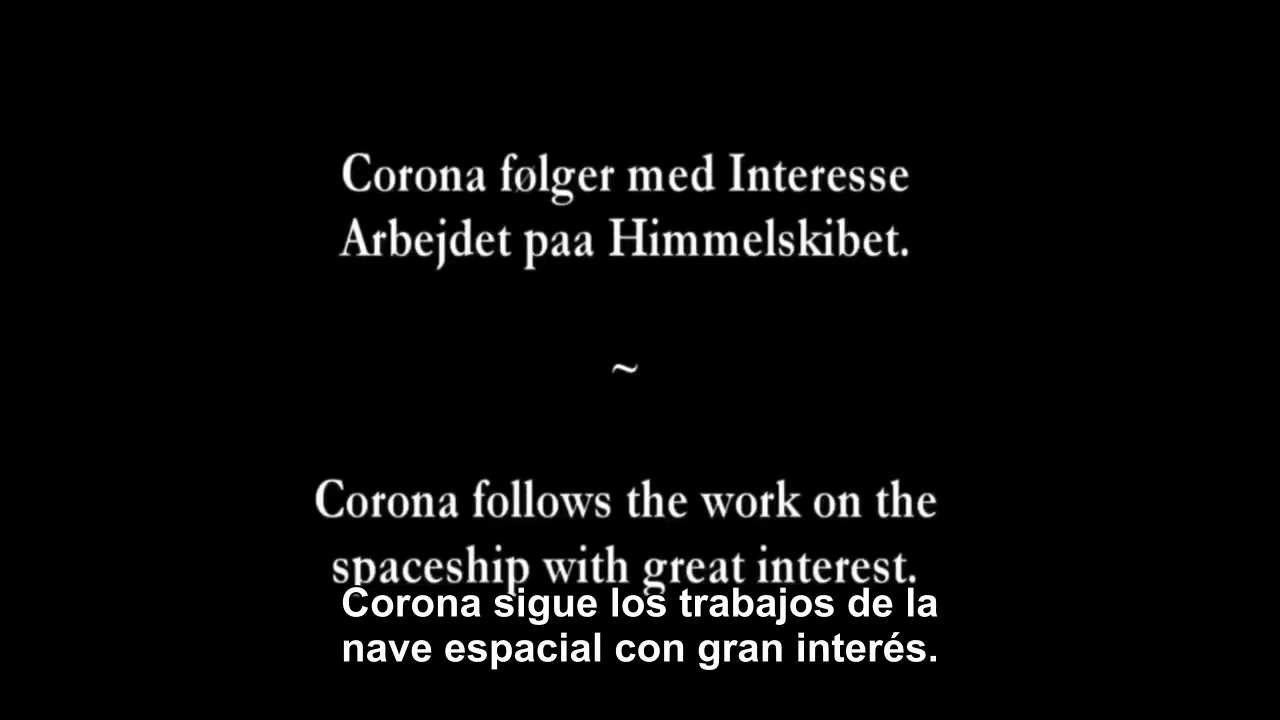 Corona følger med Interesse
Arbejdet paa Himmelskibet.
~
Corona follows the work on the
spaceship with great interest.
Corona sigue los trabajos de la
nave espacial con gran interés.